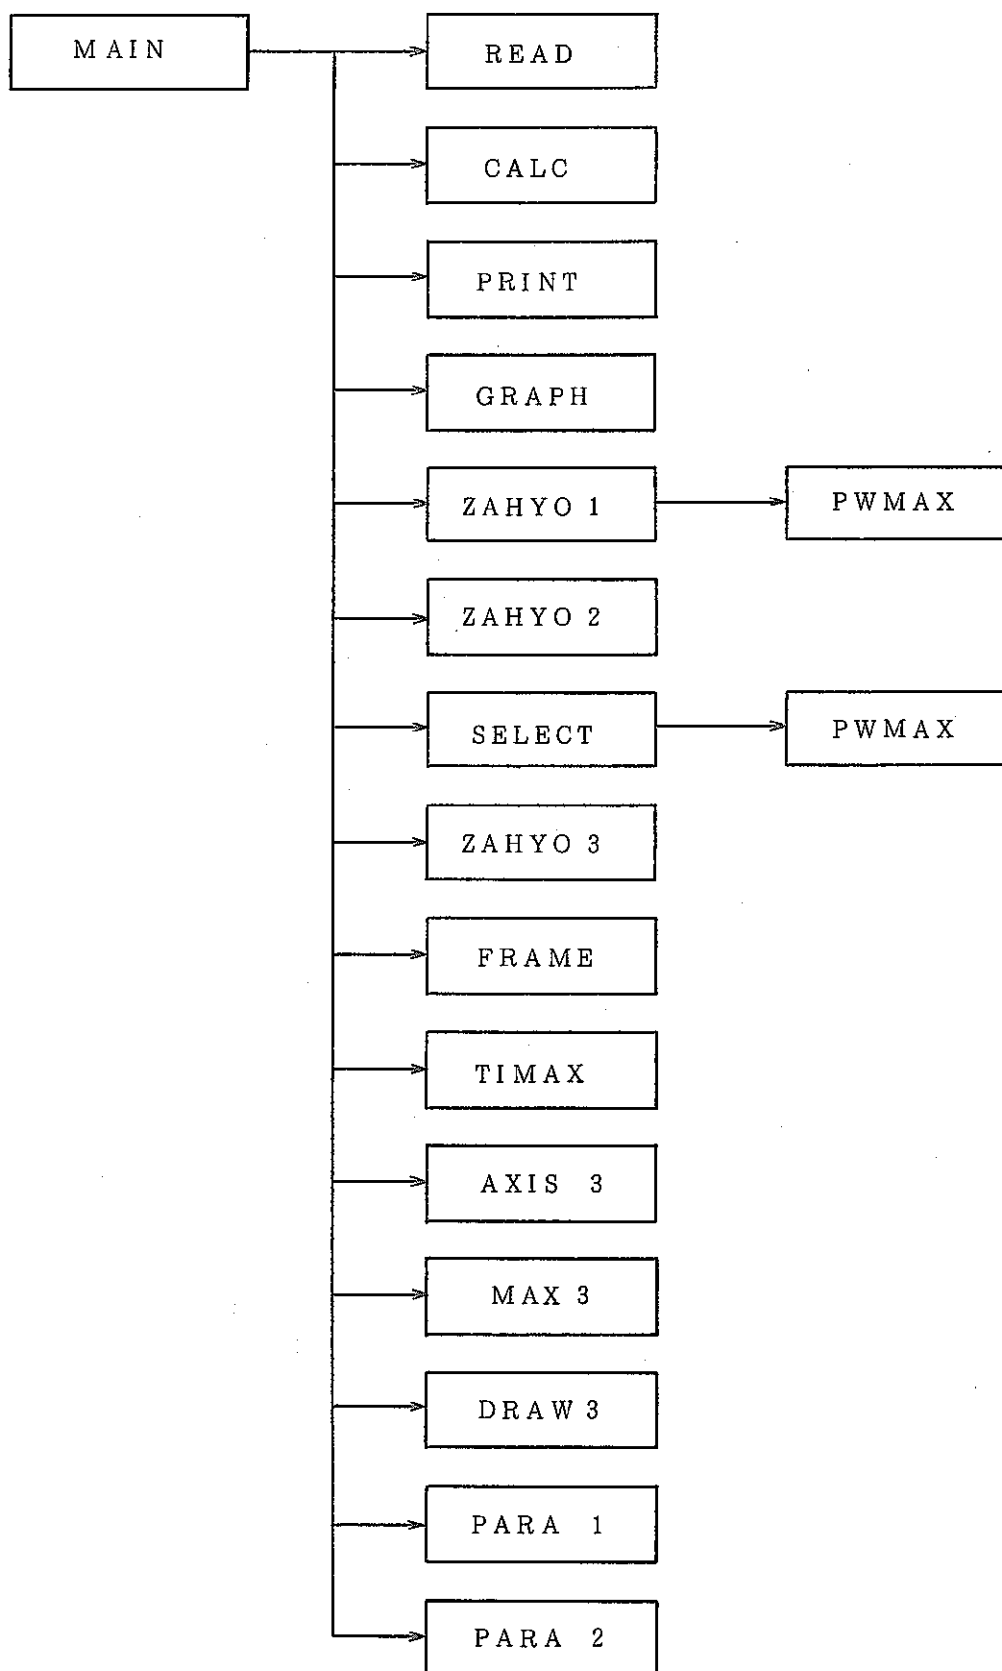 MAIN
READ
CALC
PRINT
GRAPH
ZAHYO 1
PWMAX
ZAHYO 2
SELECT
PWMAX
ZAHYO 3
FRAME
TIMAX
AXIS 3
MAX 3
DRAW 3
PARA 1
PARA 2